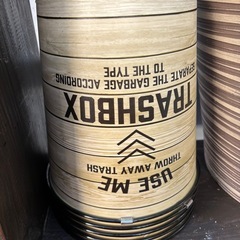 USE ME
THROW AWAY TRASH
TRASHBOX
SEPARATE THE GARBAGE ACCORDING
TO THE TYPE